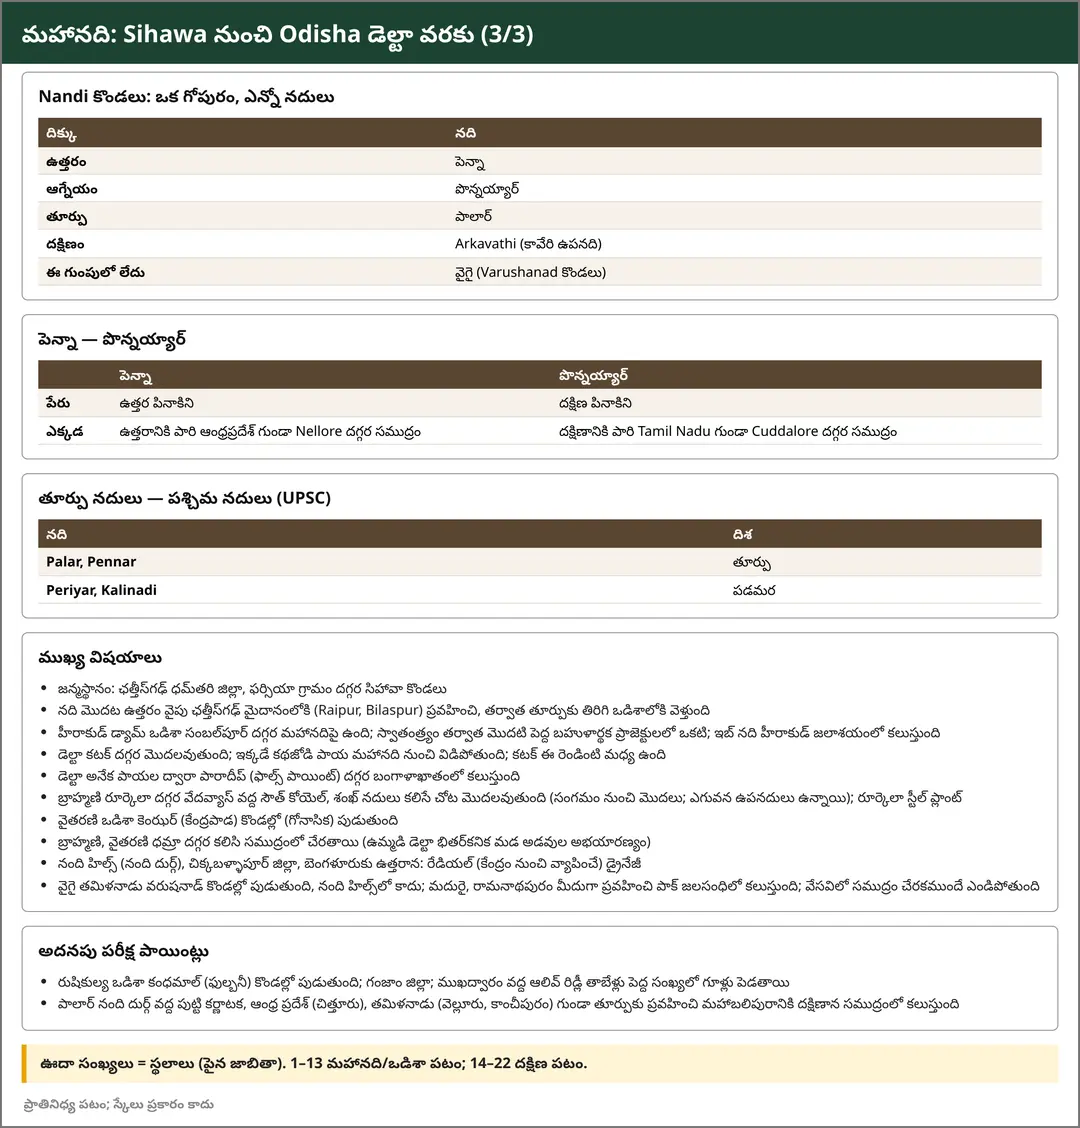 మహానది: Sihawa నుంచి Odisha డెల్టా వరకు (3/3)
Nandi కొండలు: ఒక గోపురం, ఎన్నో నదులు
దిక్కు నది
ఉత్తరం పెన్నా
ఆగ్నేయం పొన్నయ్యార్
తూర్పు పాలార్
దక్షిణం Arkavathi (కావేరి ఉపనది)
ఈ గుంపులో లేదు వైగై (Varushanad కొండలు)
పెన్నా — పొన్నయ్యార్
పెన్నా పొన్నయ్యార్
పేరు ఉత్తర పినాకిని దక్షిణ పినాకిని
ఎక్కడ ఉత్తరానికి పారి ఆంధ్రప్రదేశ్ గుండా Nellore దగ్గర సముద్రం దక్షిణానికి పారి Tamil Nadu గుండా Cuddalore దగ్గర సముద్రం
తూర్పు నదులు — పశ్చిమ నదులు (UPSC)
నది దిశ
Palar, Pennar తూర్పు
Periyar, Kalinadi పడమర
ముఖ్య విషయాలు
• జన్మస్థానం: ఛత్తీస్‌గఢ్ ధమ్‌తరి జిల్లా, ఫర్సియా గ్రామం దగ్గర సిహావా కొండలు
• నది మొదట ఉత్తరం వైపు ఛత్తీస్‌గఢ్ మైదానంలోకి (Raipur, Bilaspur) ప్రవహించి, తర్వాత తూర్పుకు తిరిగి ఒడిశాలోకి వెళ్తుంది
• హీరాకుడ్ డ్యామ్ ఒడిశా సంబల్‌పూర్ దగ్గర మహానదిపై ఉంది; స్వాతంత్ర్యం తర్వాత మొదటి పెద్ద బహుళార్థక ప్రాజెక్టులలో ఒకటి; ఇబ్ నది హీరాకుడ్ జలాశయంలో కలుస్తుంది
• డెల్టా కటక్ దగ్గర మొదలవుతుంది; ఇక్కడే కథజోడి పాయ మహానది నుంచి విడిపోతుంది; కటక్ ఈ రెండింటి మధ్య ఉంది
• డెల్టా అనేక పాయల ద్వారా పారాదీప్ (ఫాల్స్ పాయింట్) దగ్గర బంగాళాఖాతంలో కలుస్తుంది
• బ్రాహ్మణి రూర్కెలా దగ్గర వేదవ్యాస్ వద్ద సౌత్ కోయెల్, శంఖ్ నదులు కలిసే చోట మొదలవుతుంది (సంగమం నుంచి మొదలు; ఎగువన ఉపనదులు ఉన్నాయి); రూర్కెలా స్టీల్ ప్లాంట్
• వైతరణి ఒడిశా కెంఝర్ (కేంద్రపాడ) కొండల్లో (గోనాసిక) పుడుతుంది
• బ్రాహ్మణి, వైతరణి ధమ్రా దగ్గర కలిసి సముద్రంలో చేరతాయి (ఉమ్మడి డెల్టా భితర్‌కనిక మడ అడవుల అభయారణ్యం)
• నంది హిల్స్ (నంది దుర్గ్), చిక్కబళ్ళాపూర్ జిల్లా, బెంగళూరుకు ఉత్తరాన: రేడియల్ (కేంద్రం నుంచి వ్యాపించే) డ్రైనేజీ
• వైగై తమిళనాడు వరుషనాడ్ కొండల్లో పుడుతుంది, నంది హిల్స్‌లో కాదు; మదురై, రామనాథపురం మీదుగా ప్రవహించి పాక్ జలసంధిలో కలుస్తుంది; వేసవిలో సముద్రం చేరకముందే ఎండిపోతుంది
అదనపు పరీక్ష పాయింట్లు
• రుషికుల్య ఒడిశా కంధమాల్ (ఫుల్బనీ) కొండల్లో పుడుతుంది; గంజాం జిల్లా; ముఖద్వారం వద్ద ఆలివ్ రిడ్లీ తాబేళ్లు పెద్ద సంఖ్యలో గూళ్లు పెడతాయి
• పాలార్ నంది దుర్గ్ వద్ద పుట్టి కర్ణాటక, ఆంధ్ర ప్రదేశ్ (చిత్తూరు), తమిళనాడు (వెల్లూరు, కాంచీపురం) గుండా తూర్పుకు ప్రవహించి మహాబలిపురానికి దక్షిణాన సముద్రంలో కలుస్తుంది
ఊదా సంఖ్యలు = స్థలాలు (పైన జాబితా). 1–13 మహానది/ఒడిశా పటం; 14–22 దక్షిణ పటం.
ప్రాతినిధ్య పటం; స్కేలు ప్రకారం కాదు